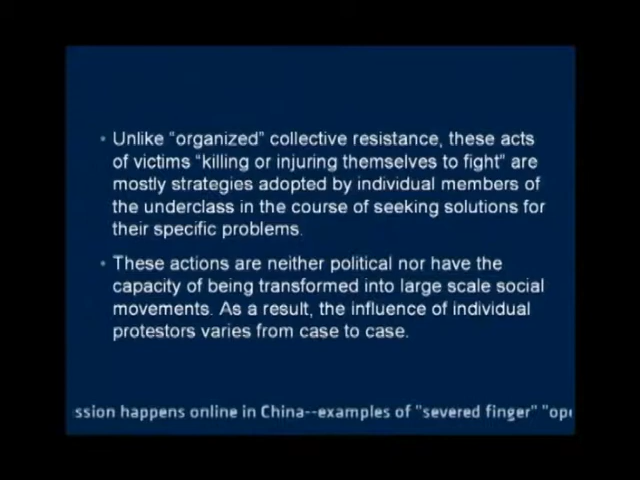 • Unlike “organized” collective resistance, these acts
of victims “killing or injuring themselves to fight” are
mostly strategies adopted by individual members of
the underclass in the course of seeking solutions for
their specific problems.
• These actions are neither political nor have the
capacity of being transformed into large scale social
movements. As a result, the influence of individual
protestors varies from case to case.
ssion happens online in China--examples of "severed finger"